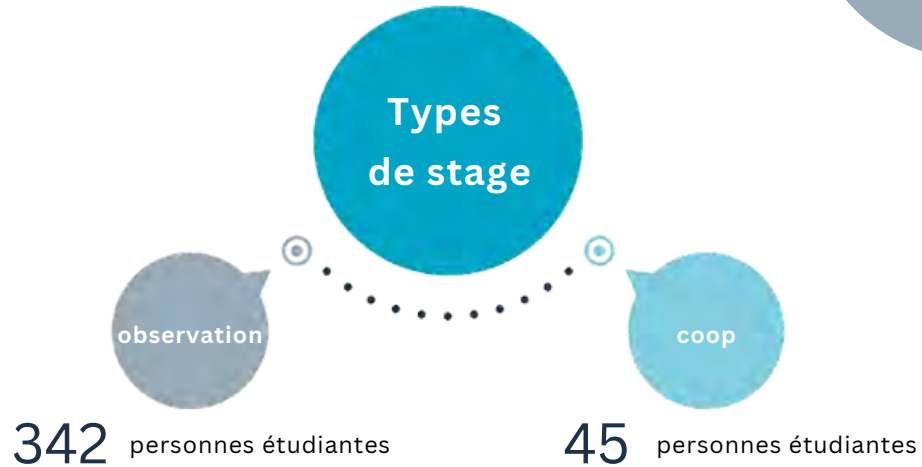 Types
de stage
observation
coop
342 personnes étudiantes
45 personnes étudiantes